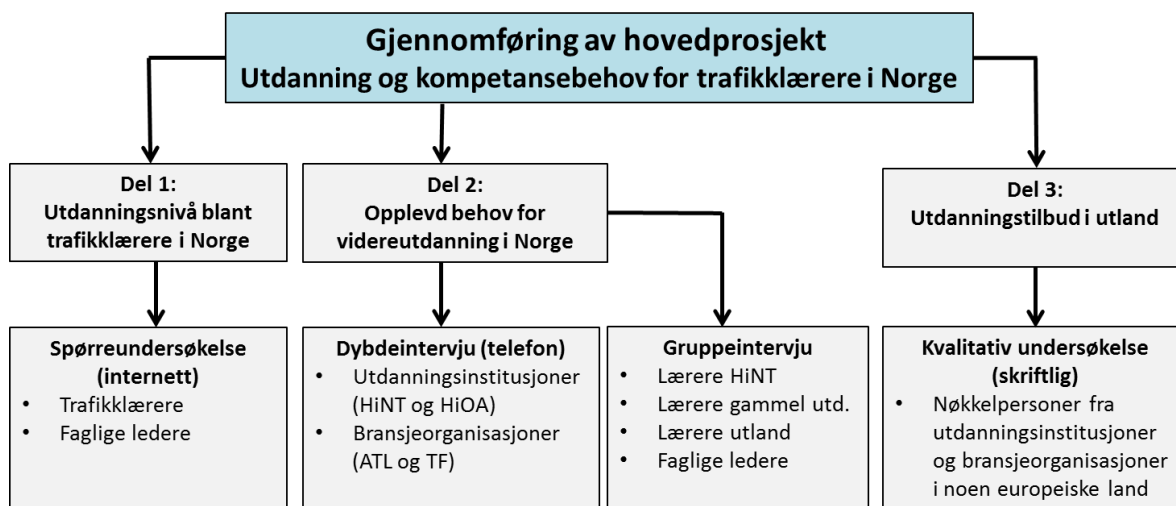 Gjennomføring av hovedprosjekt
Utdanning og kompetansebehov for trafikklærere i Norge
Del 1:
Utdanningsnivå blant
trafikklærere i Norge
Del 2:
Opplevd behov for
videreutdanning i Norge
Del 3:
Utdanningstilbud i utland
Spørreundersøkelse
(internett)
• Trafikklærere
• Faglige ledere
Dybdeintervju (telefon)
• Utdanningsinstitusjoner
(HiNT og HiOA)
• Bransjeorganisasjoner
(ATL og TF)
Gruppeintervju
• Lærere HiNT
• Lærere gammel utd.
• Lærere utland
• Faglige ledere
Kvalitativ undersøkelse
(skriftlig)
• Nøkkelpersoner fra
utdanningsinstitusjoner
og bransjeorganisasjoner
i noen europeiske land